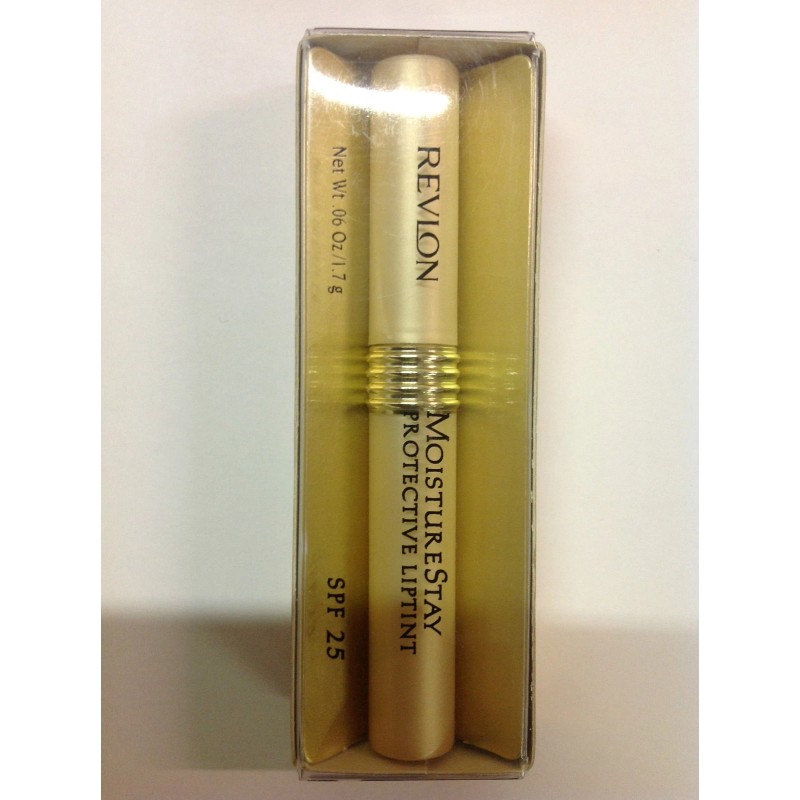 REVLON
MOISTURESTAY
PROTECTIVE LIPTINT
Net Wt .06 Oz/1.7 g
SPF 25